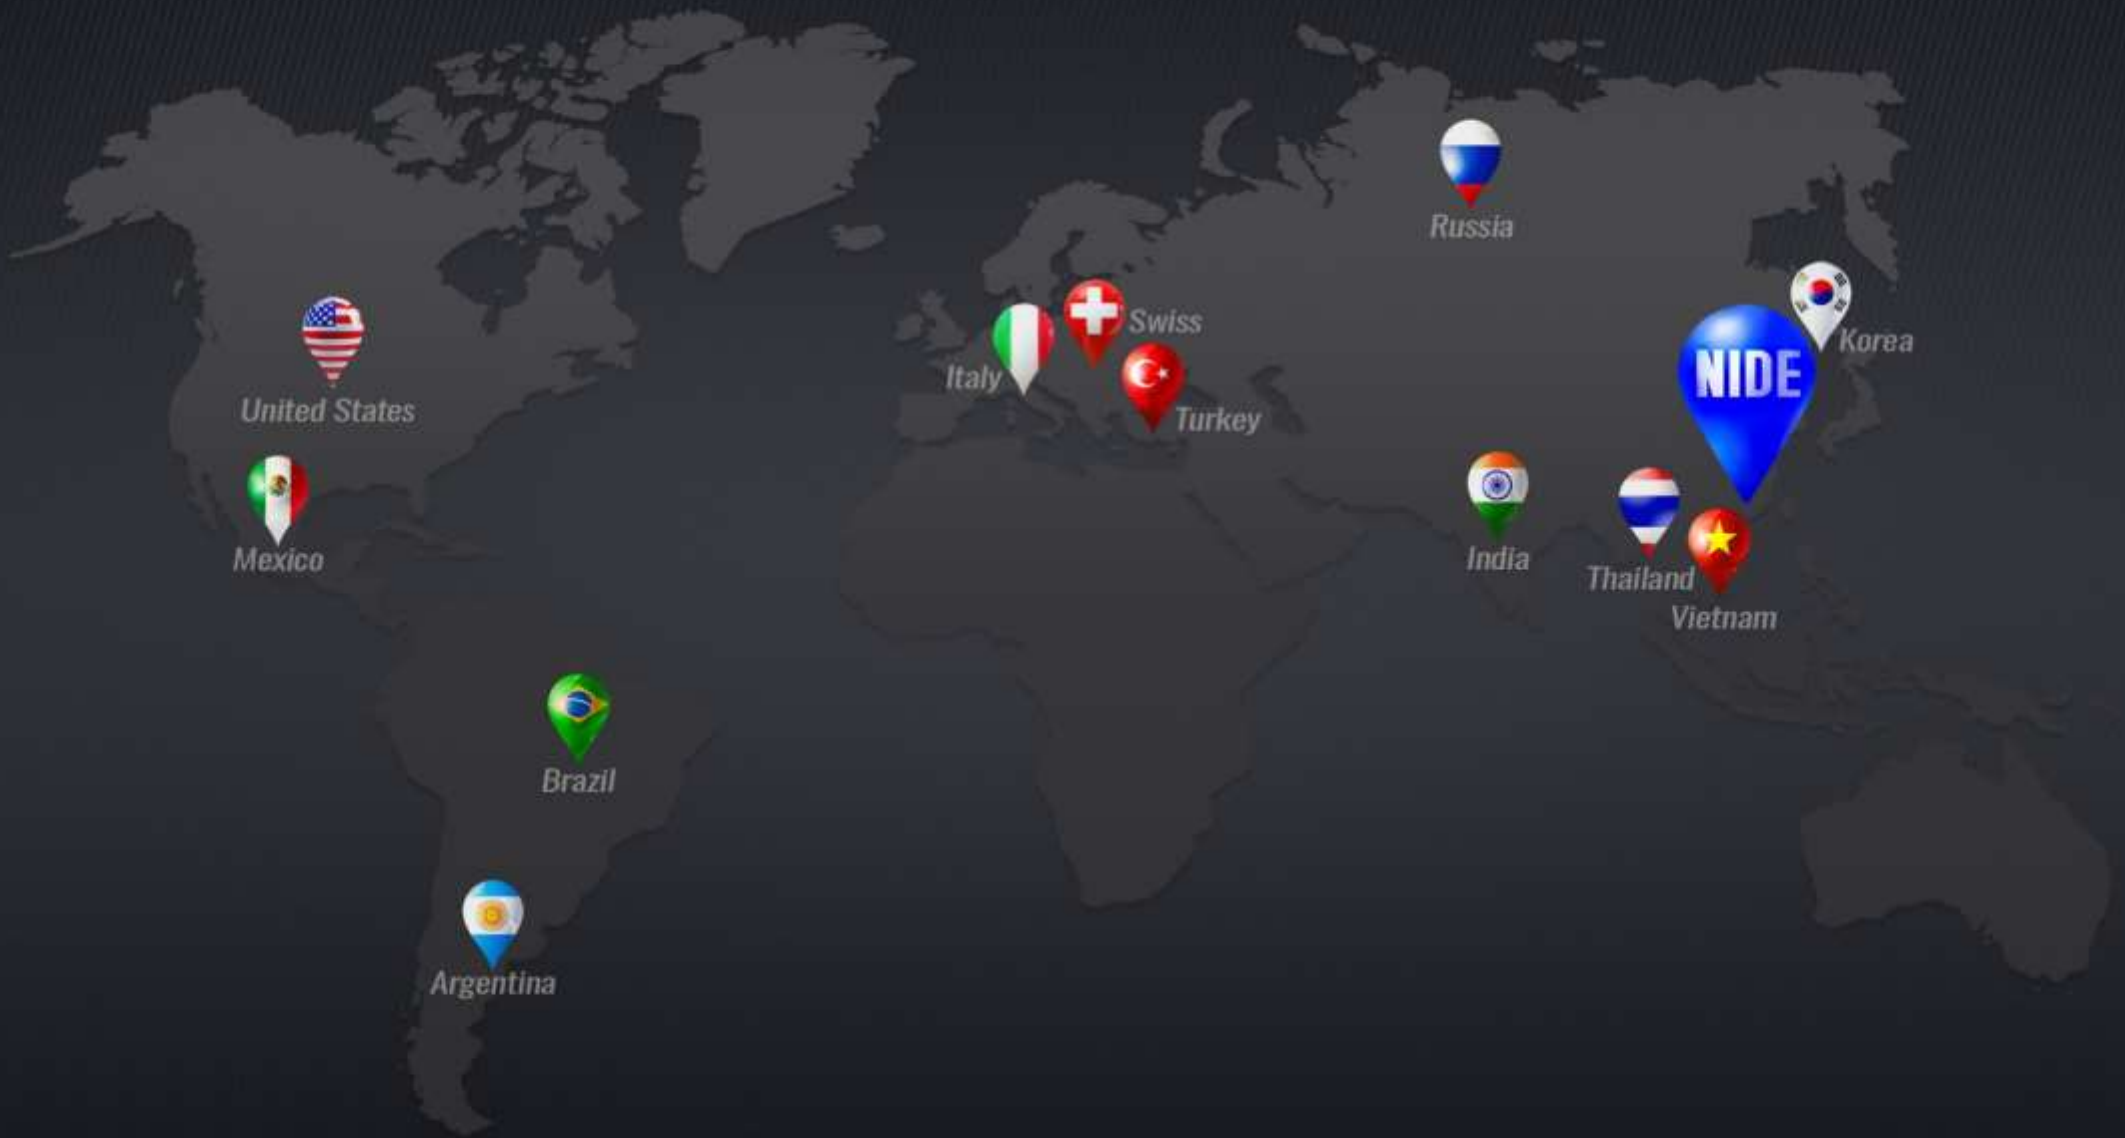 Russia
Swiss
Korea
NIDE
Italy
United States
Turkey
Mexico
India
Thailand
Vietnam
Brazil
Argentina